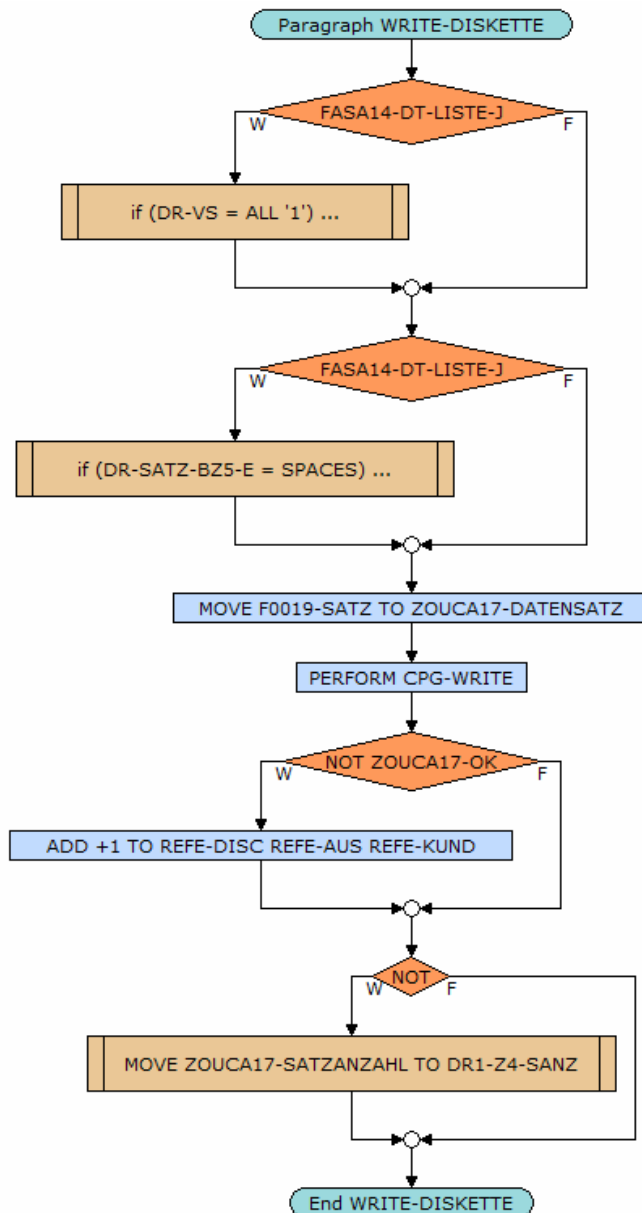 Paragraph WRITE-DISKETTE
FASA14-DT-LISTE-J
W
F
if (DR-VS = ALL '1') ...
FASA14-DT-LISTE-J
W
F
if (DR-SATZ-BZ5-E = SPACES) ...
MOVE F0019-SATZ TO ZOUCA17-DATENSATZ
PERFORM CPG-WRITE
NOT ZOUCA17-OK
W
F
ADD +1 TO REFE-DISC REFE-AUS REFE-KUND
NOT
W
F
MOVE ZOUCA17-SATZANZAHL TO DR1-Z4-SANZ
End WRITE-DISKETTE